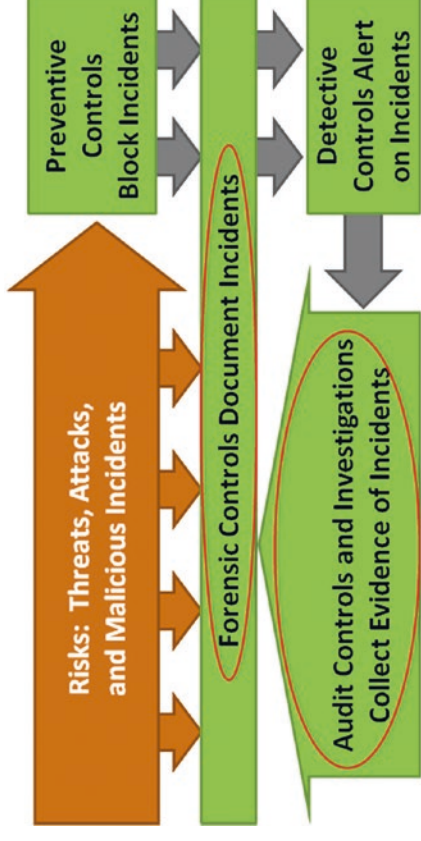 Risks: Threats, Attacks,
and Malicious Incidents
Preventive
Controls
Block Incidents
Forensic Controls Document Incidents
Audit Controls and Investigations
Collect Evidence of Incidents
Detective
Controls Alert
on Incidents